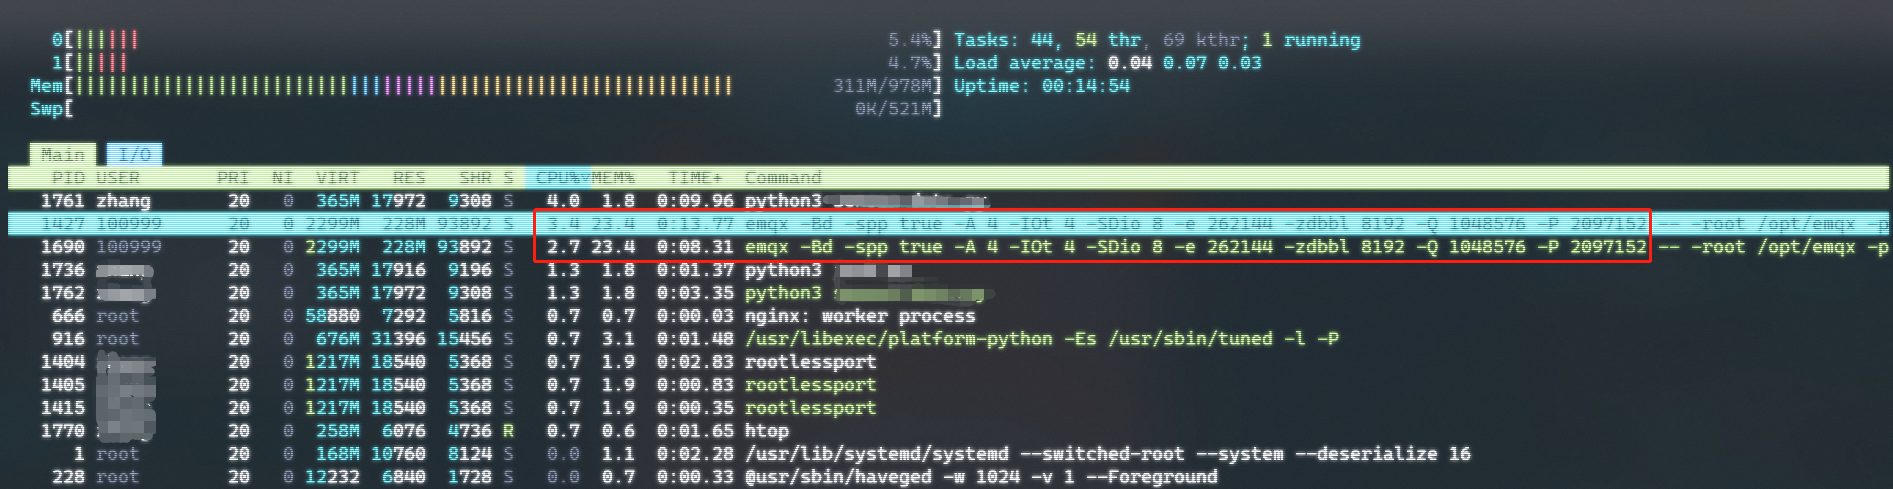 0[||||||                                                                    5.4%] Tasks: 44, 54 thr, 69 kthr; 1 running
1[|||||                                                                     4.7%] Load average: 0.04 0.07 0.03
Mem[||||||||||||||||||||||||||||||||||||||||||||||||||||||||||||       311M/978M] Uptime: 00:14:54
Swp[                                                                     0K/521M]
Main I/O
PID USER PRI NI VIRT RES SHR S CPU%▽MEM% TIME+ Command
1761 zhang 20 0 365M 17972 9308 S 4.0 1.8 0:09.96 python3
1427 100999 20 0 2299M 228M 93892 S 3.4 23.4 0:13.77 emqx -Bd -spp true -A 4 -IOt 4 -SDio 8 -e 262144 -zdbbl 8192 -Q 1048576 -P 2097152 -- -root /opt/emqx -p
1690 100999 20 0 2299M 228M 93892 S 2.7 23.4 0:08.31 emqx -Bd -spp true -A 4 -IOt 4 -SDio 8 -e 262144 -zdbbl 8192 -Q 1048576 -P 2097152 -- -root /opt/emqx -p
1736 20 0 365M 17916 9196 S 1.3 1.8 0:01.37 python3
1762 20 0 365M 17972 9308 S 1.3 1.8 0:03.35 python3
666 root 20 0 58880 7292 5816 S 0.7 0.7 0:00.03 nginx: worker process
916 root 20 0 676M 31396 15456 S 0.7 3.1 0:01.48 /usr/libexec/platform-python -Es /usr/sbin/tuned -l -P
1404 20 0 1217M 18540 5368 S 0.7 1.9 0:02.83 rootlessport
1405 20 0 1217M 18540 5368 S 0.7 1.9 0:00.83 rootlessport
1415 20 0 1217M 18540 5368 S 0.7 1.9 0:00.35 rootlessport
1770 20 0 258M 6076 4736 R 0.7 0.6 0:01.65 htop
1 root 20 0 168M 10760 8124 S 0.0 1.1 0:02.28 /usr/lib/systemd/systemd --switched-root --system --deserialize 16
228 root 20 0 12232 6840 1728 S 0.0 0.7 0:00.33 @usr/sbin/haveged -w 1024 -v 1 --Foreground